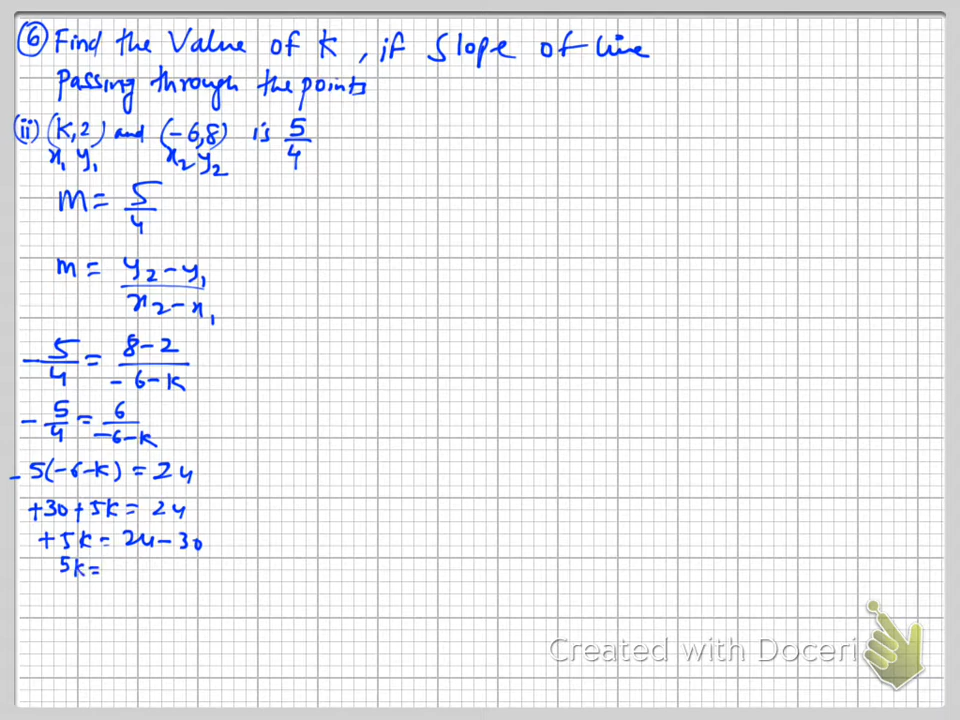 ⑥ Find the Value of K, if Slope of line
passing through the points
(ii) (K,2) and (-6,8) is 5/4
x₁ y₁ x₂ y₂
m = 5/4
m = y₂-y₁/x₂-x₁
-5/4 = 8-2/-6-K
-5/4 = 6/-6-K
-5(-6-K) = 24
+30+5K = 24
+5K = 24-30
5K =
Created with Doceri